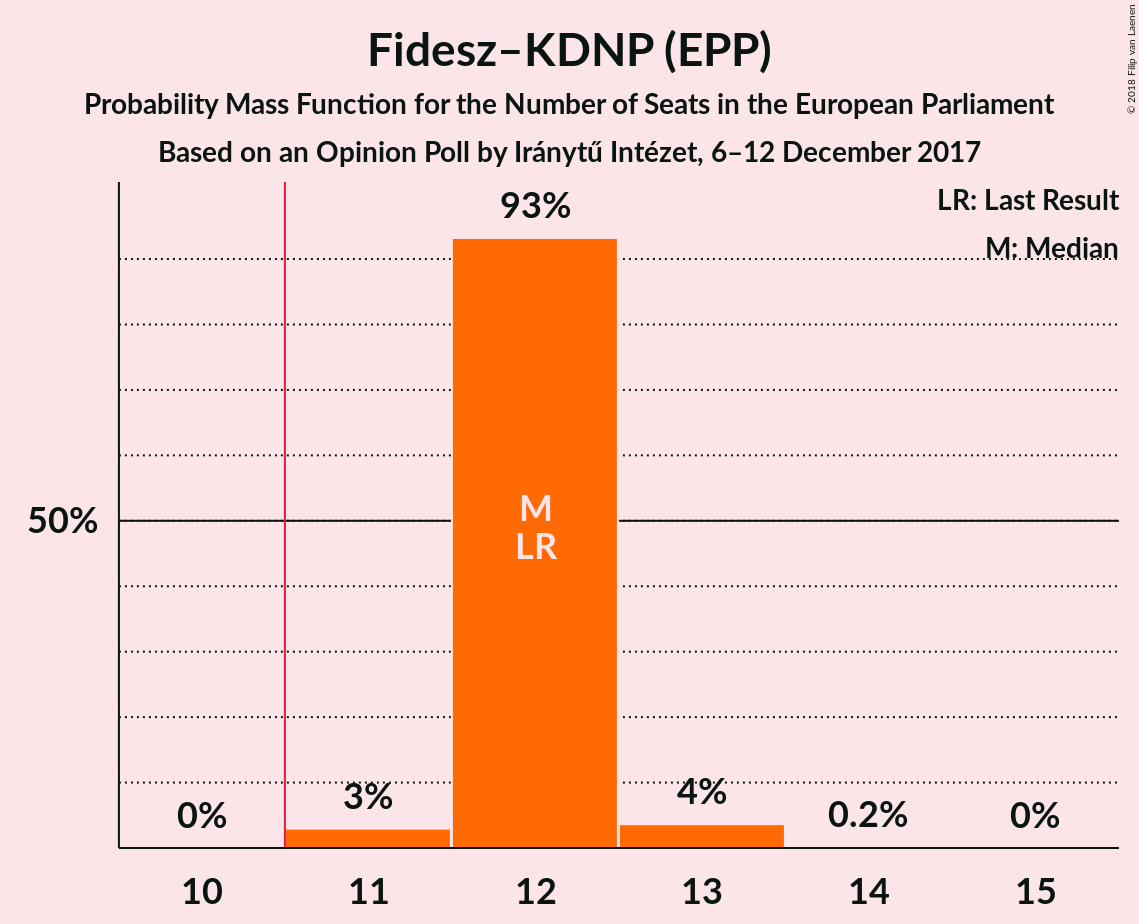 Fidesz–KDNP (EPP)
Probability Mass Function for the Number of Seats in the European Parliament
Based on an Opinion Poll by Iránytű Intézet, 6–12 December 2017
© 2018 Filip van Laenen
LR: Last Result
M: Median
93%
50%
M
LR
0%
3%
4%
0.2%
0%
10
11
12
13
14
15